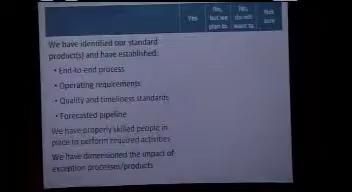 Yes
No, but we plan to
No, do not want to
Not sure
We have identified our standard
product(s) and have established:
• End-to-end process
• Operating requirements
• Quality and timeliness standards
• Forecasted pipeline
We have properly skilled people in
place to perform required activities
We have dimensioned the impact of
exception processes/products